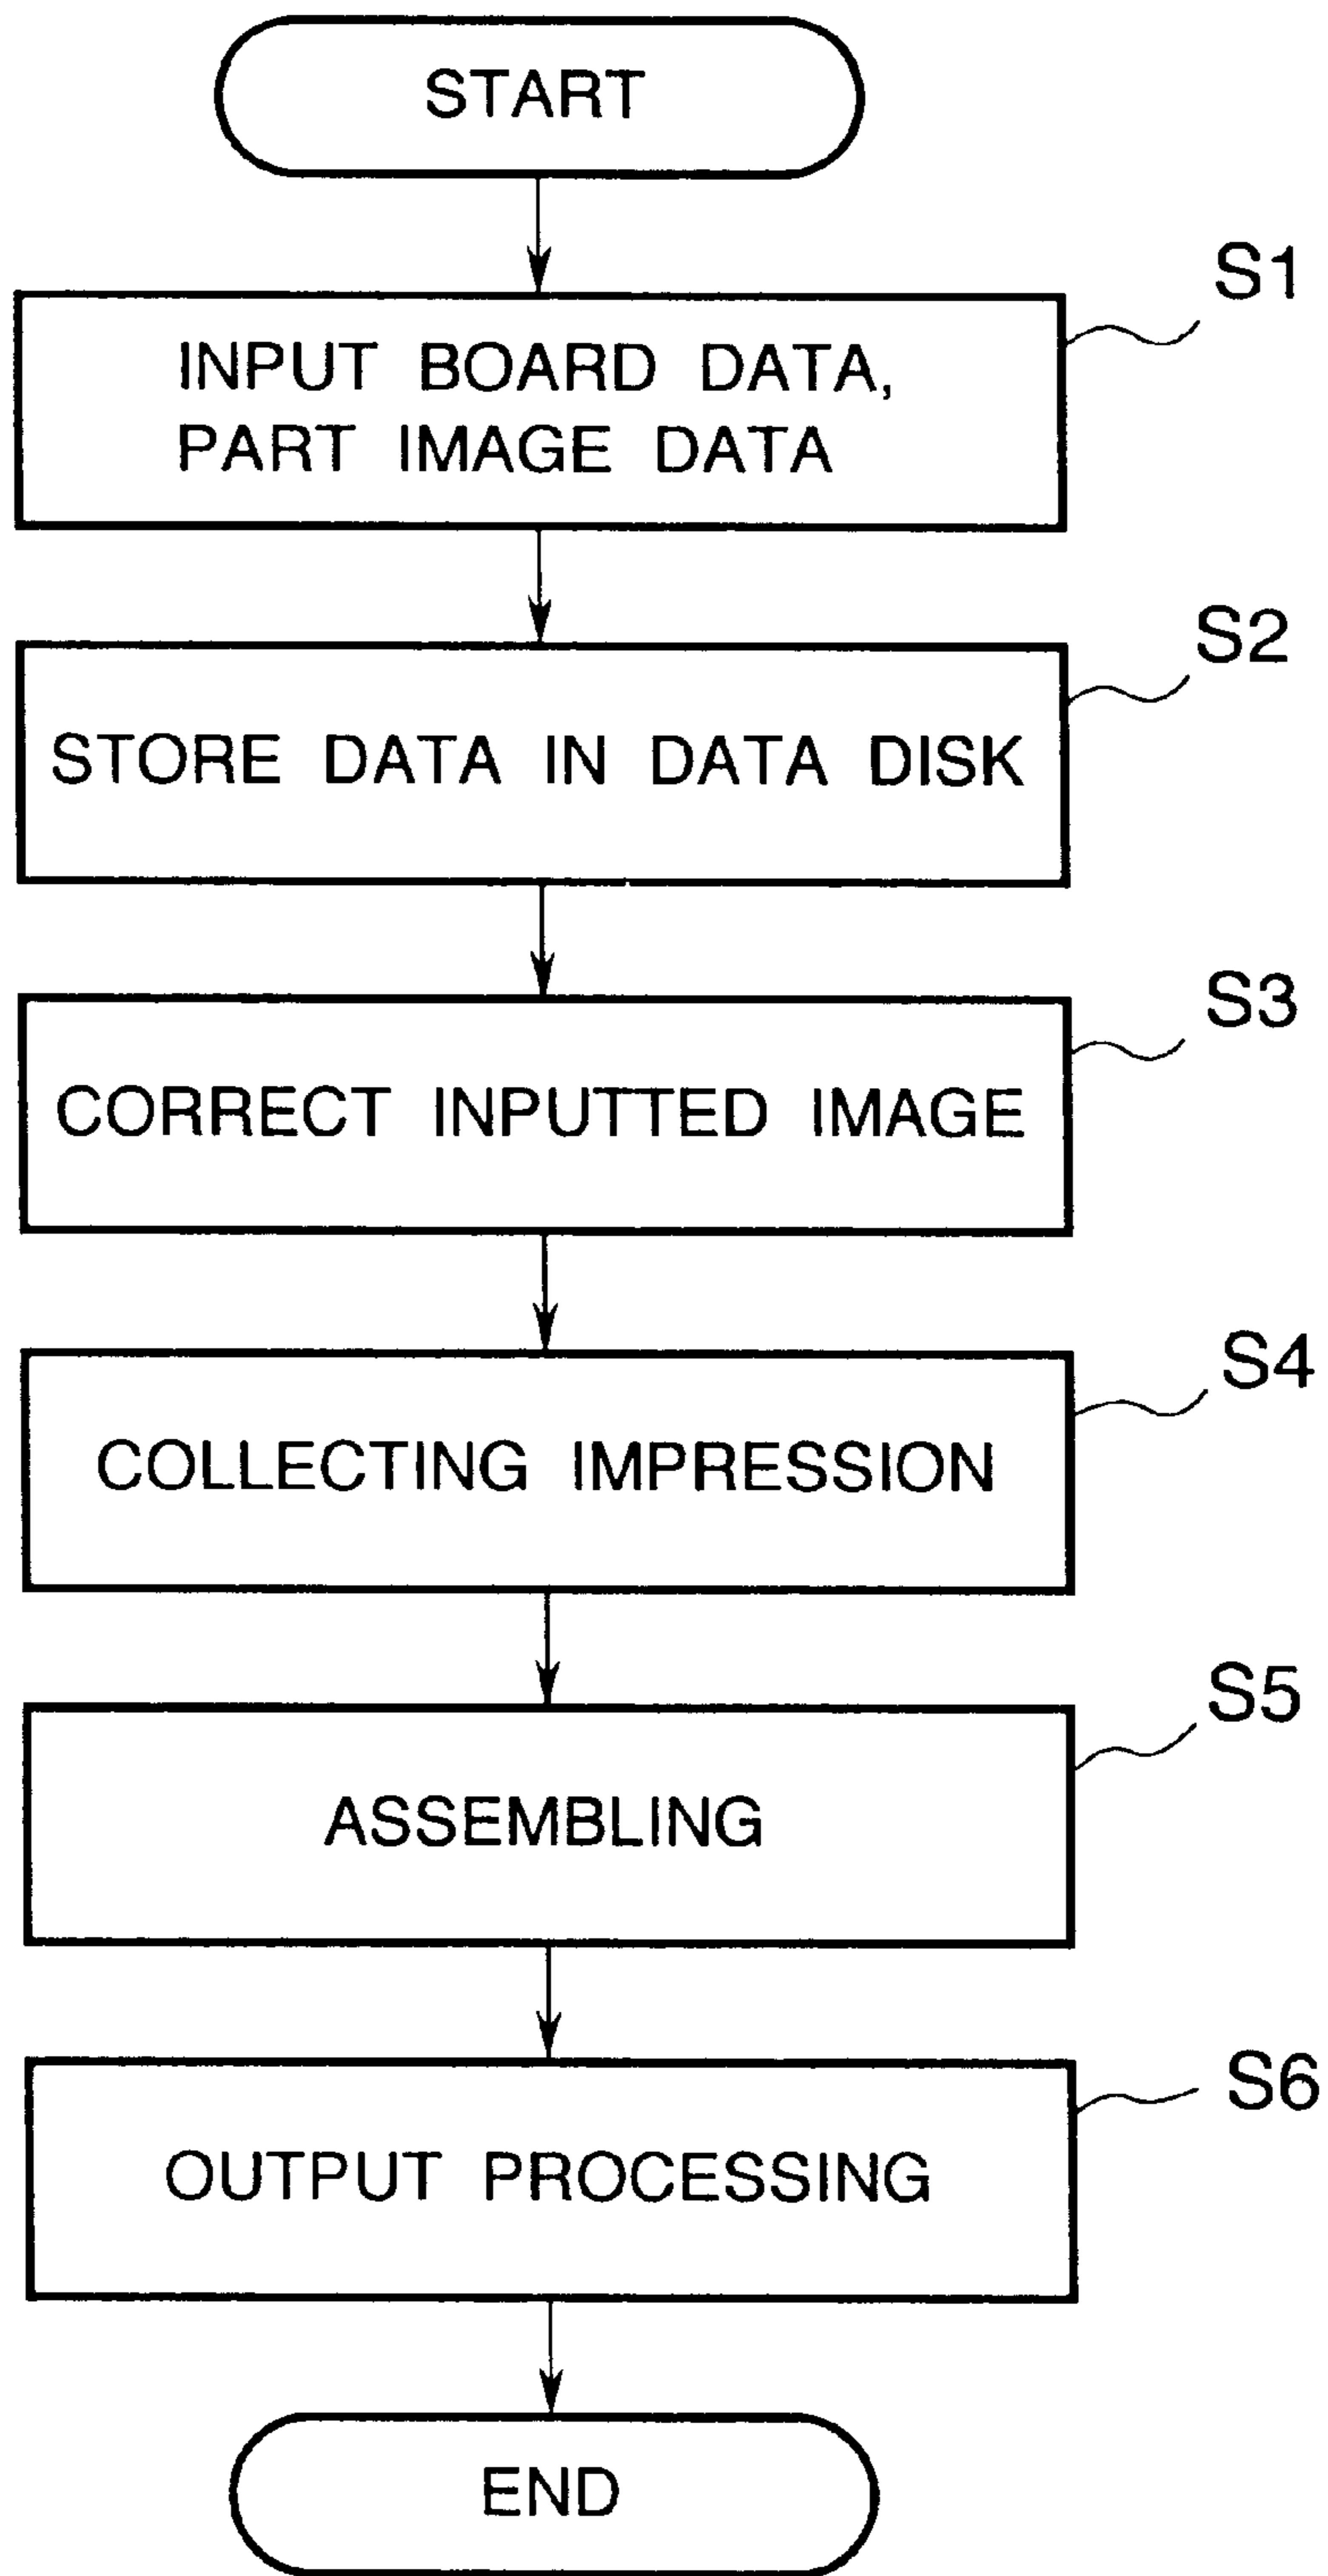 START
S1
INPUT BOARD DATA,
PART IMAGE DATA
S2
STORE DATA IN DATA DISK
S3
CORRECT INPUTTED IMAGE
S4
COLLECTING IMPRESSION
S5
ASSEMBLING
S6
OUTPUT PROCESSING
END